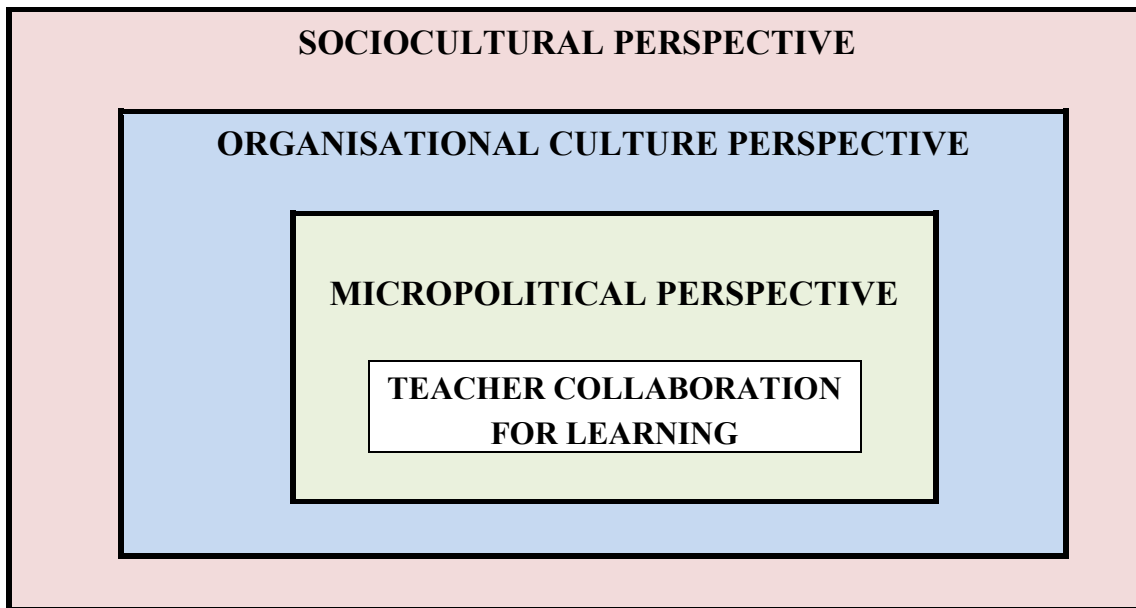 SOCIOCULTURAL PERSPECTIVE
ORGANISATIONAL CULTURE PERSPECTIVE
MICROPOLITICAL PERSPECTIVE
TEACHER COLLABORATION
FOR LEARNING